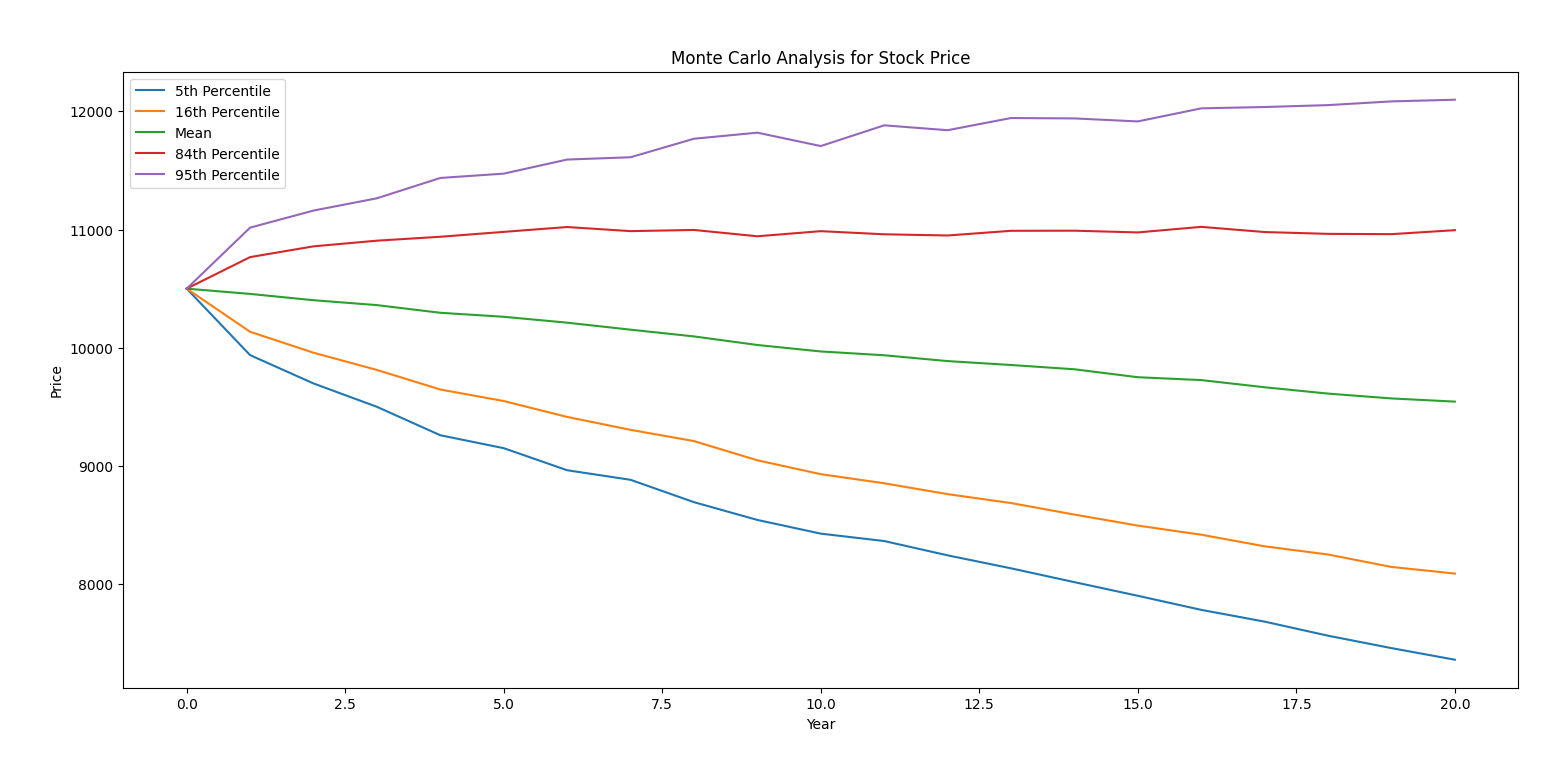 Monte Carlo Analysis for Stock Price
5th Percentile
16th Percentile
Mean
84th Percentile
95th Percentile
12000
11000
10000
9000
8000
Price
0.0 2.5 5.0 7.5 10.0 12.5 15.0 17.5 20.0
Year